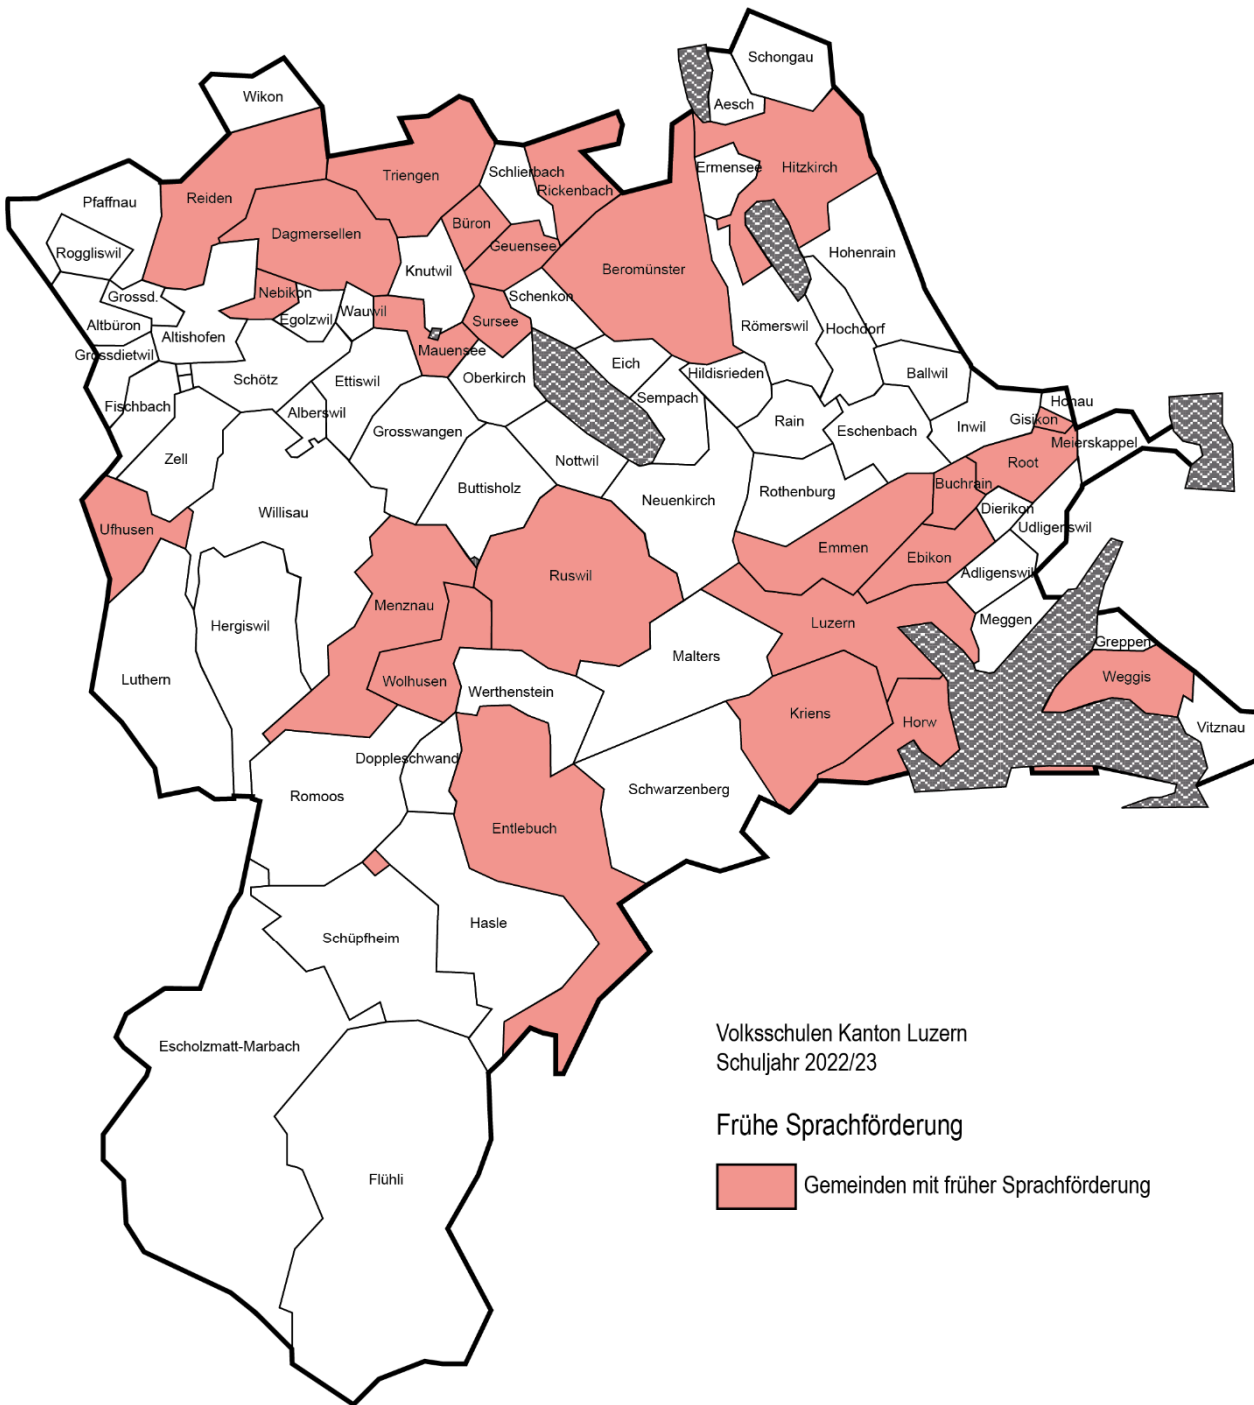 Schongau
Wikon
Aesch
Schlierbach
Ermensee
Hitzkirch
Triengen
Rickenbach
Pfaffnau
Reiden
Büron
Dagmersellen
Geuensee
Roggliswil
Hohenrain
Knutwil
Beromünster
Nebikon
Grossd.
Schenkon
Wauwil
Egolzwil
Sursee
Altbüron
Altishofen
Römerswil
Hochdorf
Mauensee
Grossdietwil
Oberkirch
Eich
Hildisrieden
Ballwil
Schötz
Ettiswil
Sempach
Honau
Fischbach
Alberswil
Gisikon
Rain
Inwil
Grosswangen
Eschenbach
Meierskappel
Zell
Nottwil
Root
Buttisholz
Neuenkirch
Rothenburg
Buchrain
Willisau
Dierikon
Ufhusen
Udligenswil
Emmen
Ebikon
Ruswil
Adligenswil
Menznau
Hergiswil
Luzern
Meggen
Greppen
Malters
Luthern
Wolhusen
Werthenstein
Weggis
Kriens
Horw
Vitznau
Doppleschwand
Romoos
Schwarzenberg
Entlebuch
Hasle
Schüpfheim
Escholzmatt-Marbach
Flühli
Volksschulen Kanton Luzern
Schuljahr 2022/23
Frühe Sprachförderung
Gemeinden mit früher Sprachförderung